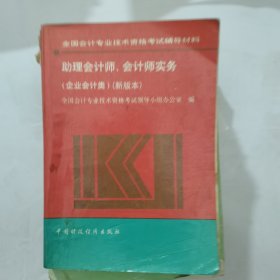 全国会计专业技术资格考试辅导材料
助理会计师、会计师实务
(企业会计类)(新版本)
全国会计专业技术资格考试领导小组办公室 编
中国财政经济出版社